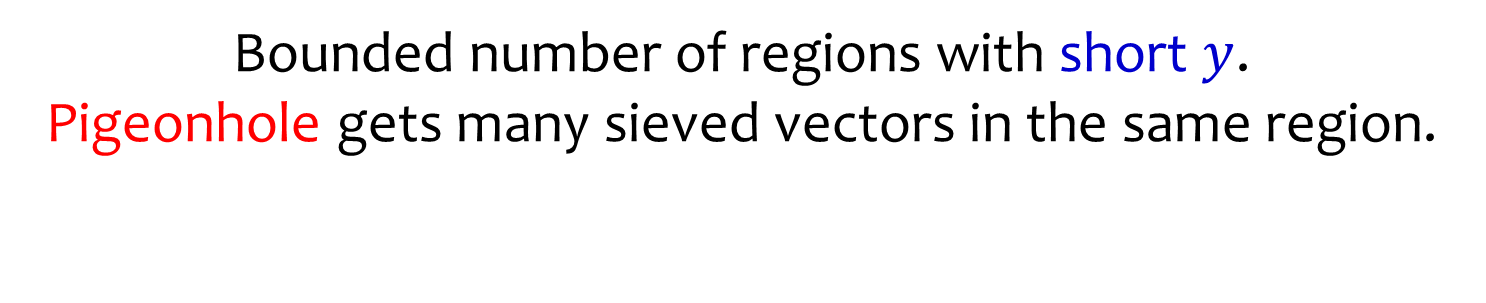 Bounded number of regions with short y.
Pigeonhole gets many sieved vectors in the same region.